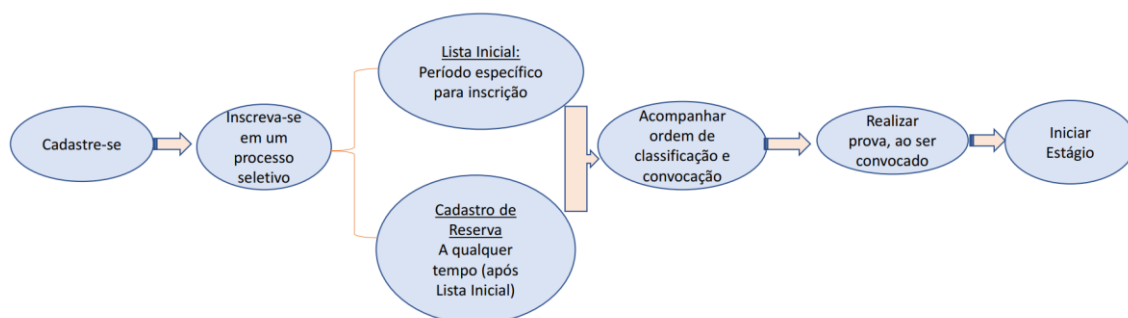 Cadastre-se
Inscreva-se
em um
processo
seletivo
Lista Inicial:
Período específico
para inscrição
Cadastro de
Reserva
A qualquer
tempo (após
Lista Inicial)
Acompanhar
ordem de
classificação e
convocação
Realizar
prova, ao ser
convocado
Iniciar
Estágio